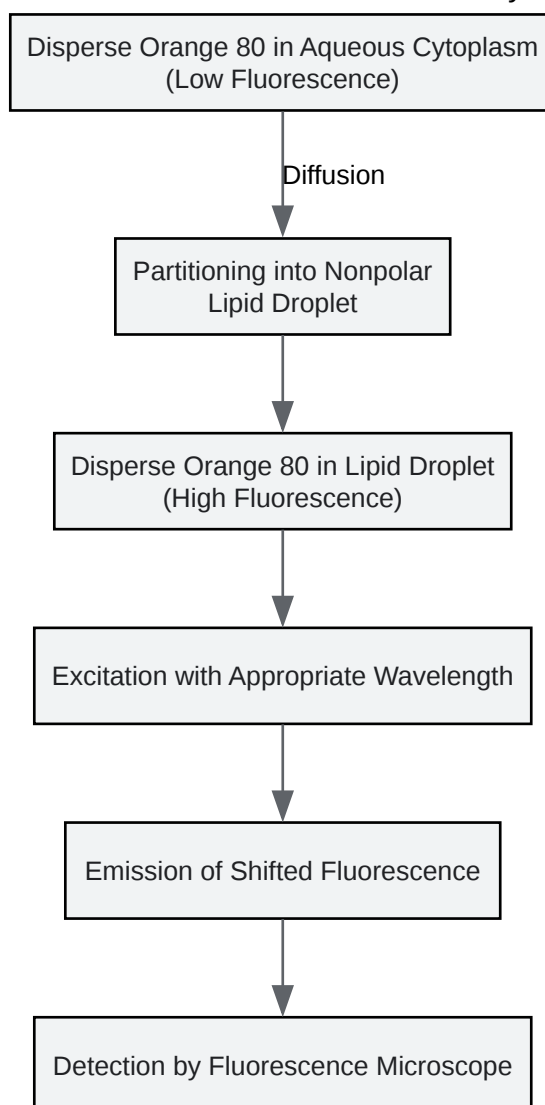 Disperse Orange 80 in Aqueous Cytoplasm
(Low Fluorescence)
Diffusion
Partitioning into Nonpolar
Lipid Droplet
Disperse Orange 80 in Lipid Droplet
(High Fluorescence)
Excitation with Appropriate Wavelength
Emission of Shifted Fluorescence
Detection by Fluorescence Microscope